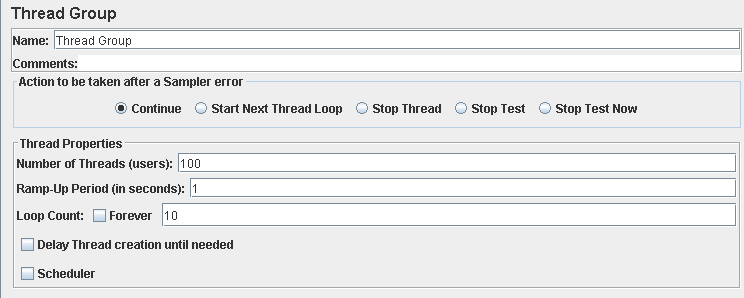 Thread Group
Name: Thread Group
Comments:
Action to be taken after a Sampler error
Continue Start Next Thread Loop Stop Thread Stop Test Stop Test Now
Thread Properties
Number of Threads (users): 100
Ramp-Up Period (in seconds): 1
Loop Count: Forever 10
Delay Thread creation until needed
Scheduler